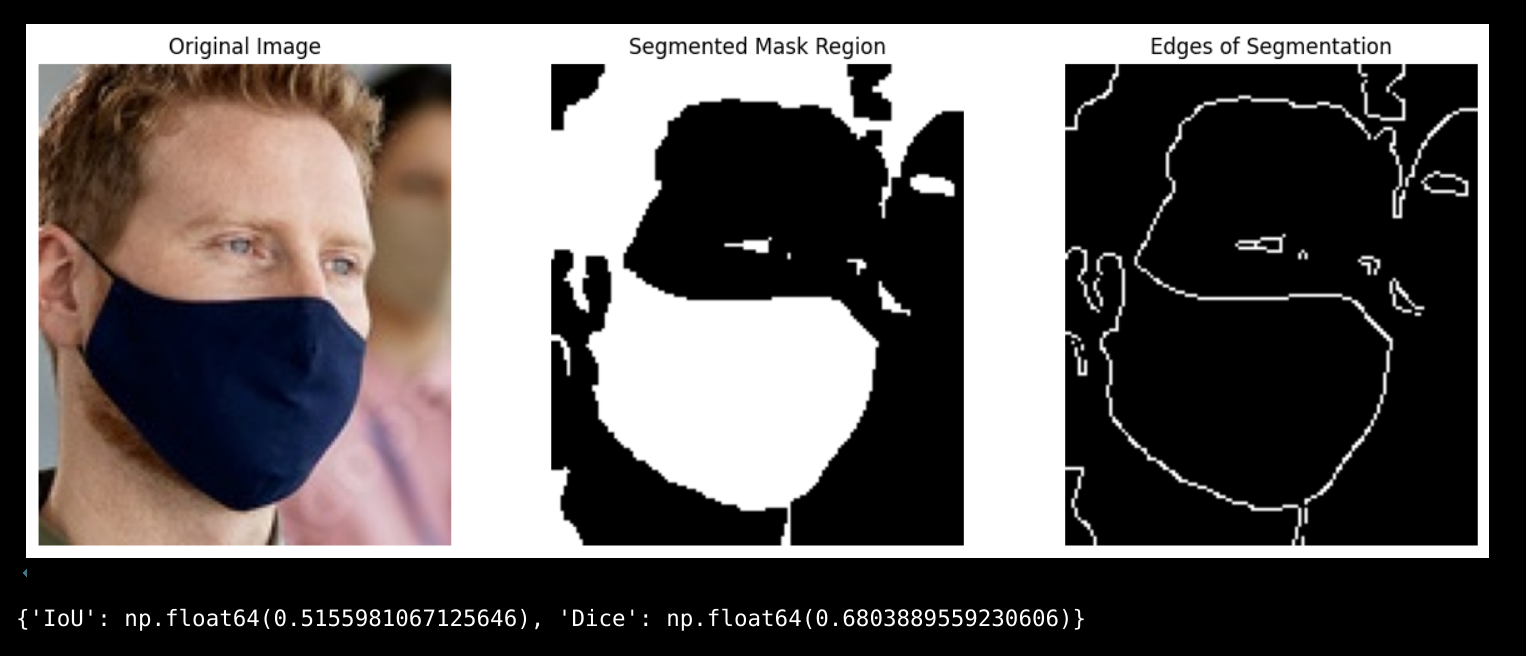 Original Image
Segmented Mask Region
Edges of Segmentation
{'IoU': np.float64(0.5155981067125646), 'Dice': np.float64(0.6803889559230606)}